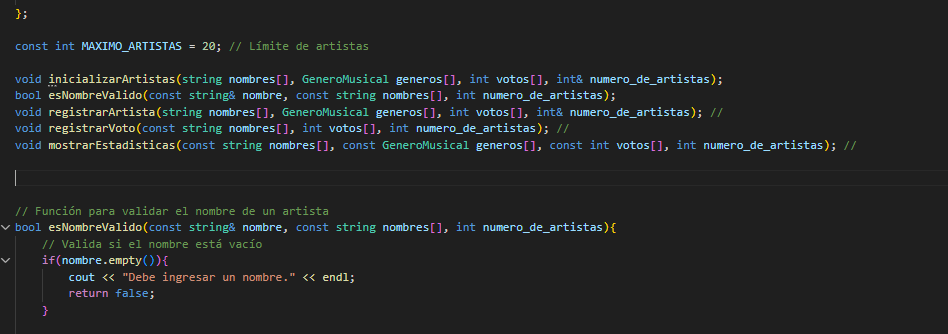 };
const int MAXIMO_ARTISTAS = 20; // Límite de artistas
void inicializarArtistas(string nombres[], GeneroMusical generos[], int votos[], int& numero_de_artistas);
bool esNombreValido(const string& nombre, const string nombres[], int numero_de_artistas);
void registrarArtista(string nombres[], GeneroMusical generos[], int votos[], int& numero_de_artistas); //
void registrarVoto(const string nombres[], int votos[], int numero_de_artistas); //
void mostrarEstadisticas(const string nombres[], const GeneroMusical generos[], const int votos[], int numero_de_artistas); //
// Función para validar el nombre de un artista
bool esNombreValido(const string& nombre, const string nombres[], int numero_de_artistas){
// Valida si el nombre está vacío
if(nombre.empty()){
cout << "Debe ingresar un nombre." << endl;
return false;
}